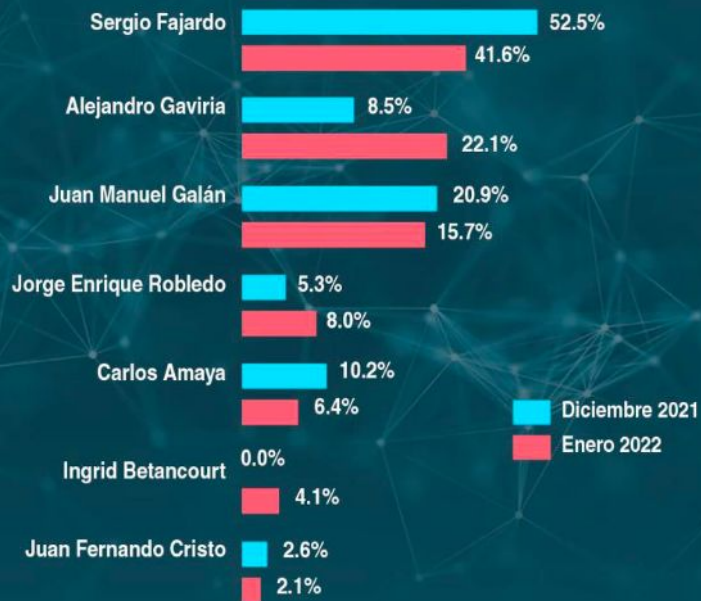 Sergio Fajardo
52.5%
41.6%
Alejandro Gaviria
8.5%
22.1%
Juan Manuel Galán
20.9%
15.7%
Jorge Enrique Robledo
5.3%
8.0%
Carlos Amaya
10.2%
6.4%
Diciembre 2021
Enero 2022
Ingrid Betancourt
0.0%
4.1%
Juan Fernando Cristo
2.6%
2.1%